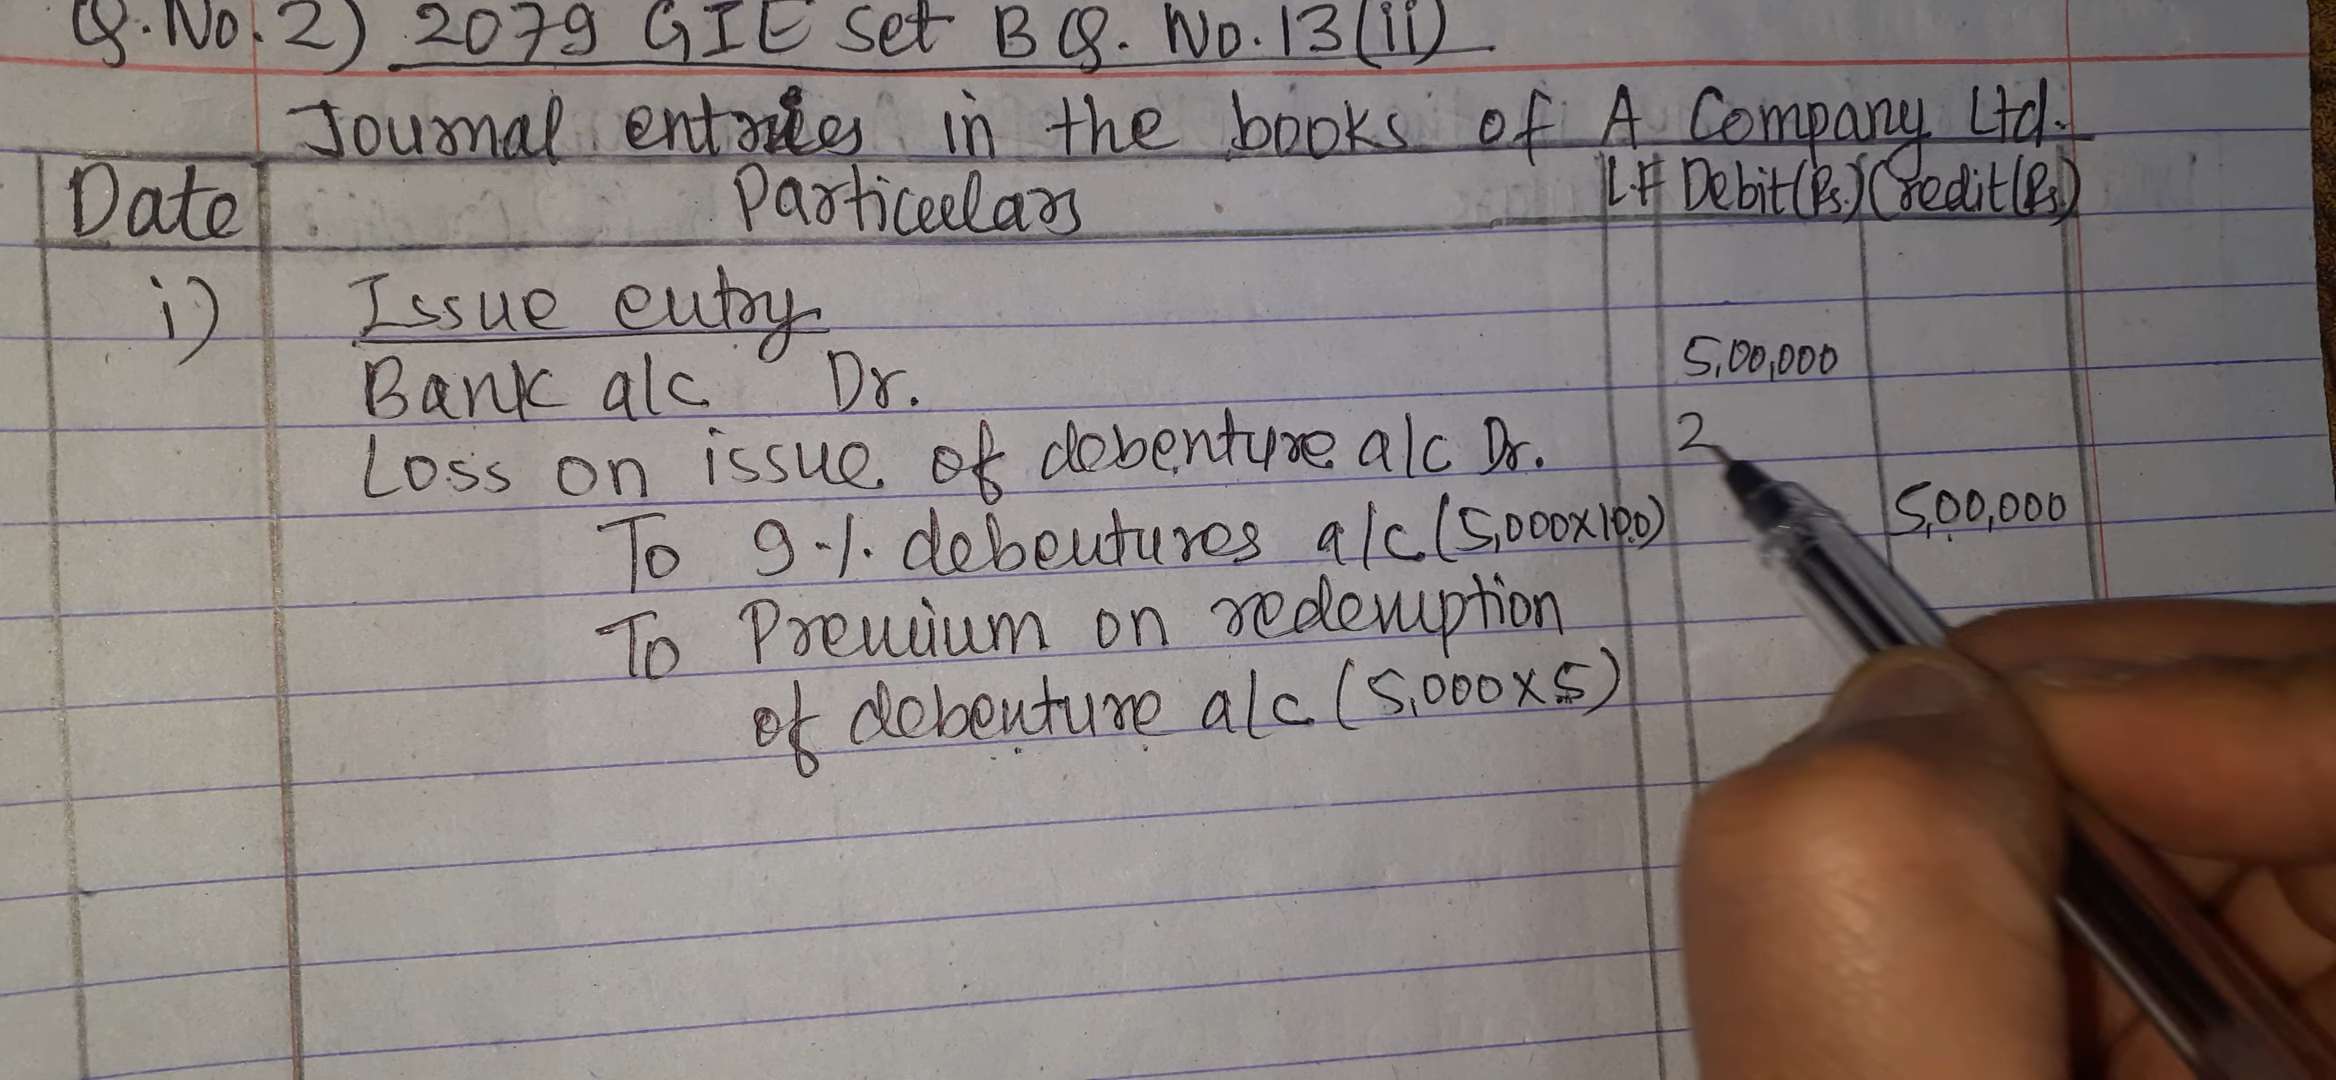 Q.No.2) 2079 GIE Set B Q. No.13(ii)
Journal entries in the books of A Company Ltd.
Date Particulars L.F Debit(Rs.) Credit(Rs)
i) Issue entry
Bank a/c Dr. 5,00,000
Loss on issue of debenture a/c Dr. 2
To 9% debentures a/c (5,000x100) 5,00,000
To Premium on redemption
of debenture a/c (5,000x5)